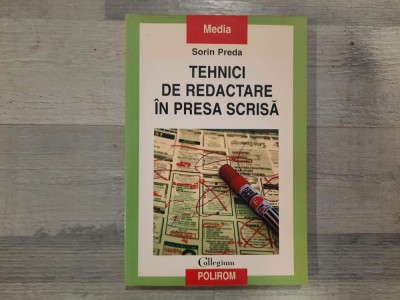 Media
Sorin Preda
TEHNICI
DE REDACTARE
ÎN PRESA SCRISĂ
Collegium
POLIROM